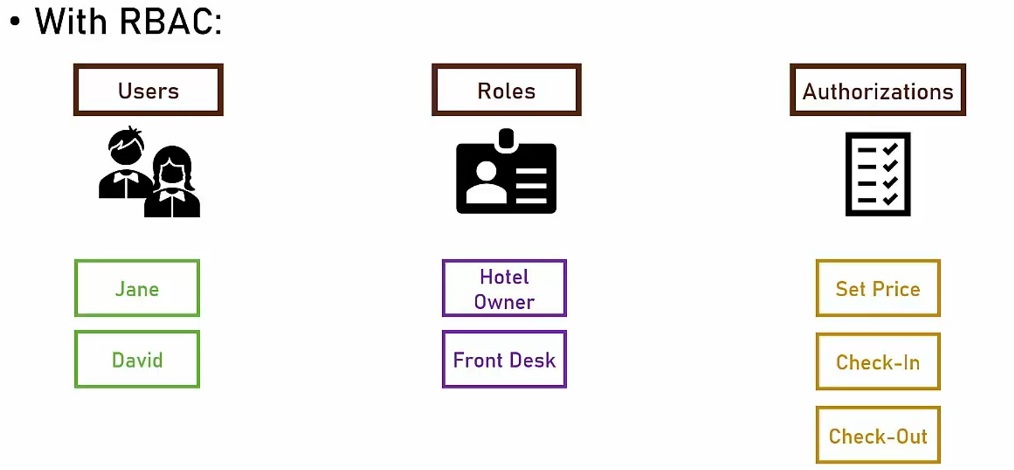 • With RBAC:
Users
Roles
Authorizations
Jane
Hotel
Owner
Set Price
David
Front Desk
Check-In
Check-Out